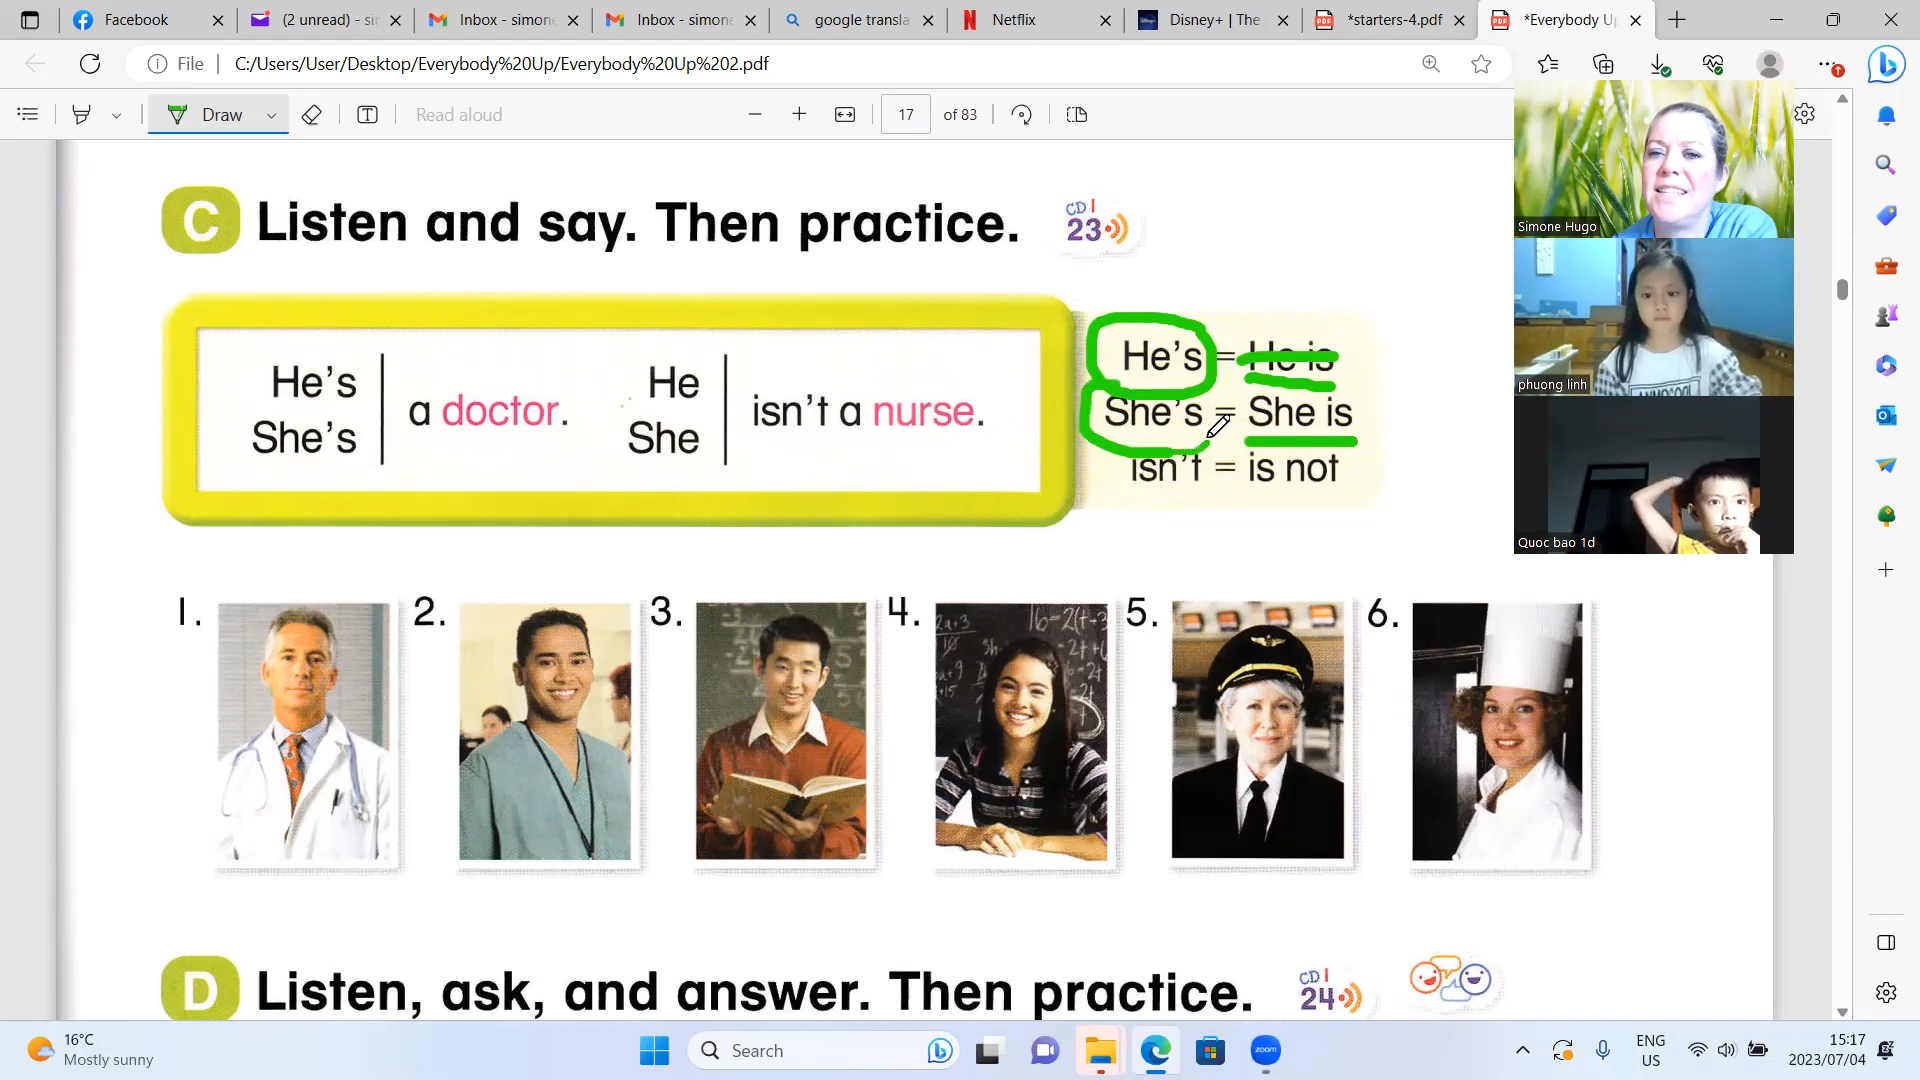 Facebook
(2 unread) - si
Inbox - simon
Inbox - simon
google transla
Netflix
Disney+ | The
*starters-4.pdf
*Everybody Up
File C:/Users/User/Desktop/Everybody%20Up/Everybody%20Up%202.pdf
Draw
Read aloud
17 of 83
C Listen and say. Then practice. CD 1 23
He's
She's
a doctor.
He
She
isn't a nurse.
He's = He is
She's = She is
isn't = is not
Simone Hugo
phuong linh
Quoc bao 1d
1. 2. 3. 4. 5. 6.
D Listen, ask, and answer. Then practice. CD 1 24
16°C
Mostly sunny
Search
zoom
ENG
US
15:17
2023/07/04